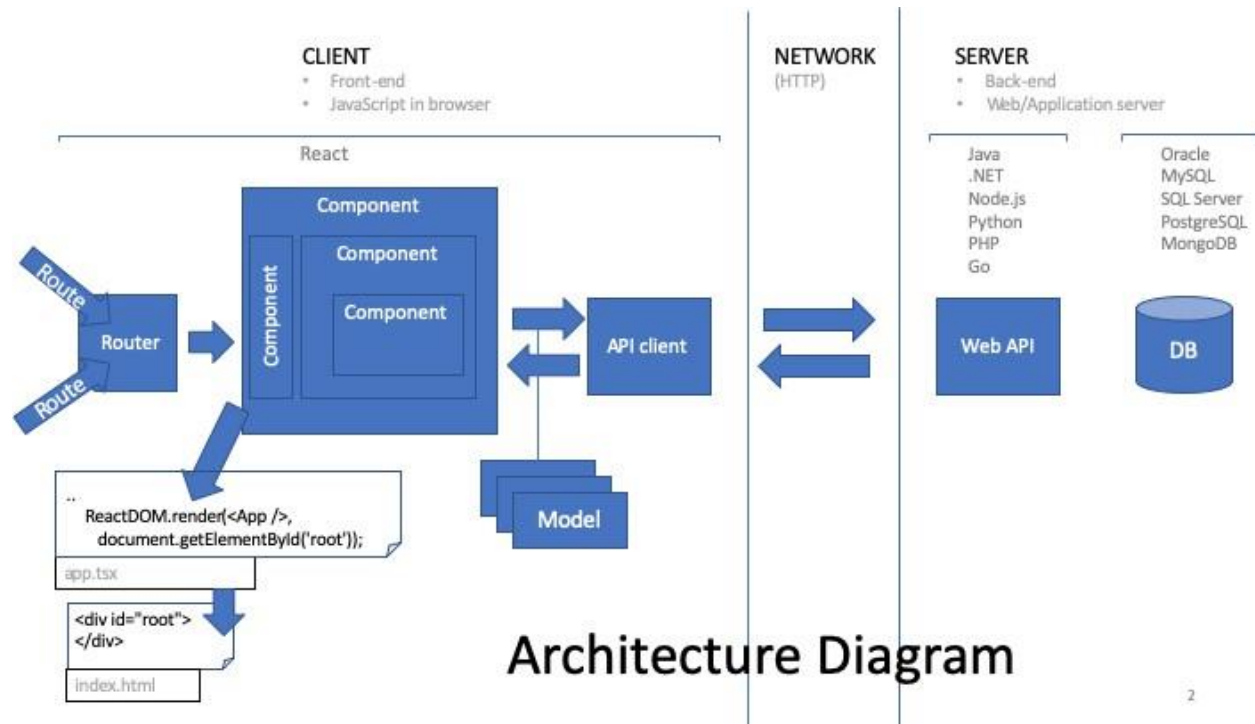 CLIENT
• Front-end
• JavaScript in browser
NETWORK
(HTTP)
SERVER
• Back-end
• Web/Application server
React
Java
.NET
Node.js
Python
PHP
Go
Oracle
MySQL
SQL Server
PostgreSQL
MongoDB
Route
Route
Router
Component
Component
Component
Component
API client
Web API
DB
Model
..
ReactDOM.render(<App />,
document.getElementById('root'));
app.tsx
<div id="root">
</div>
index.html
Architecture Diagram
2